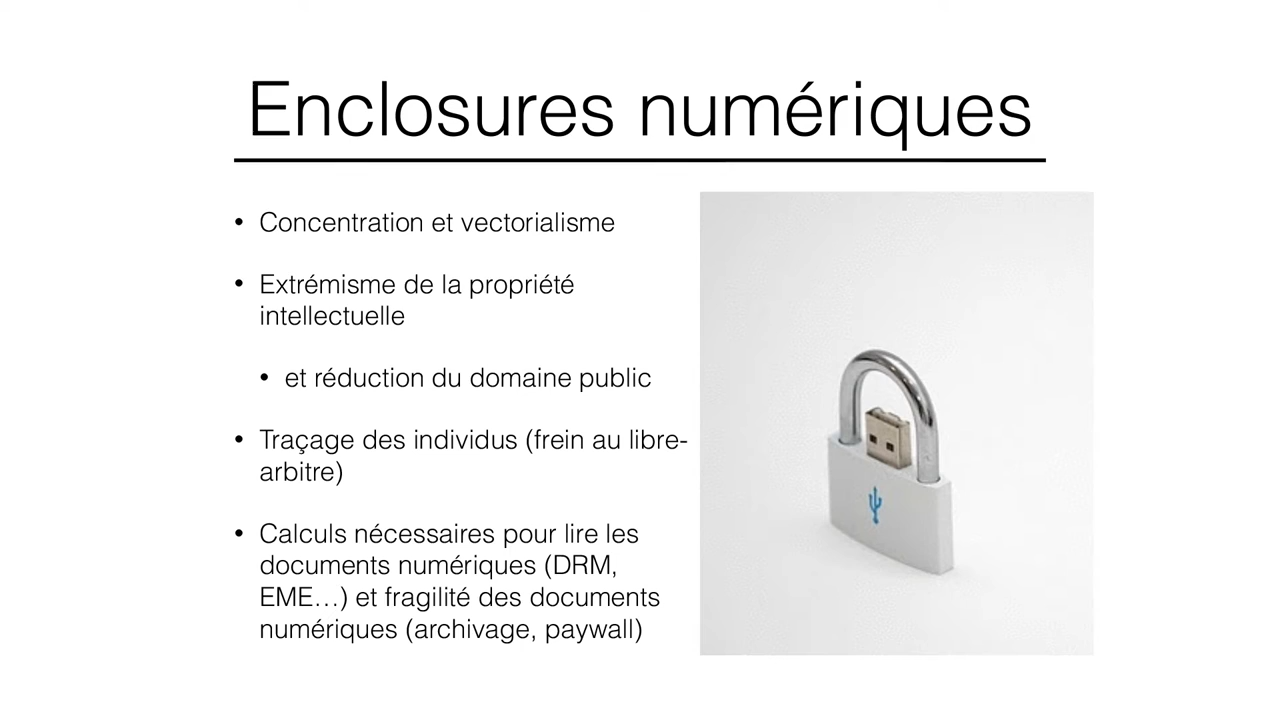 Enclosures numériques
• Concentration et vectorialisme
• Extrémisme de la propriété
intellectuelle
• et réduction du domaine public
• Traçage des individus (frein au libre-
arbitre)
• Calculs nécessaires pour lire les
documents numériques (DRM,
EME…) et fragilité des documents
numériques (archivage, paywall)